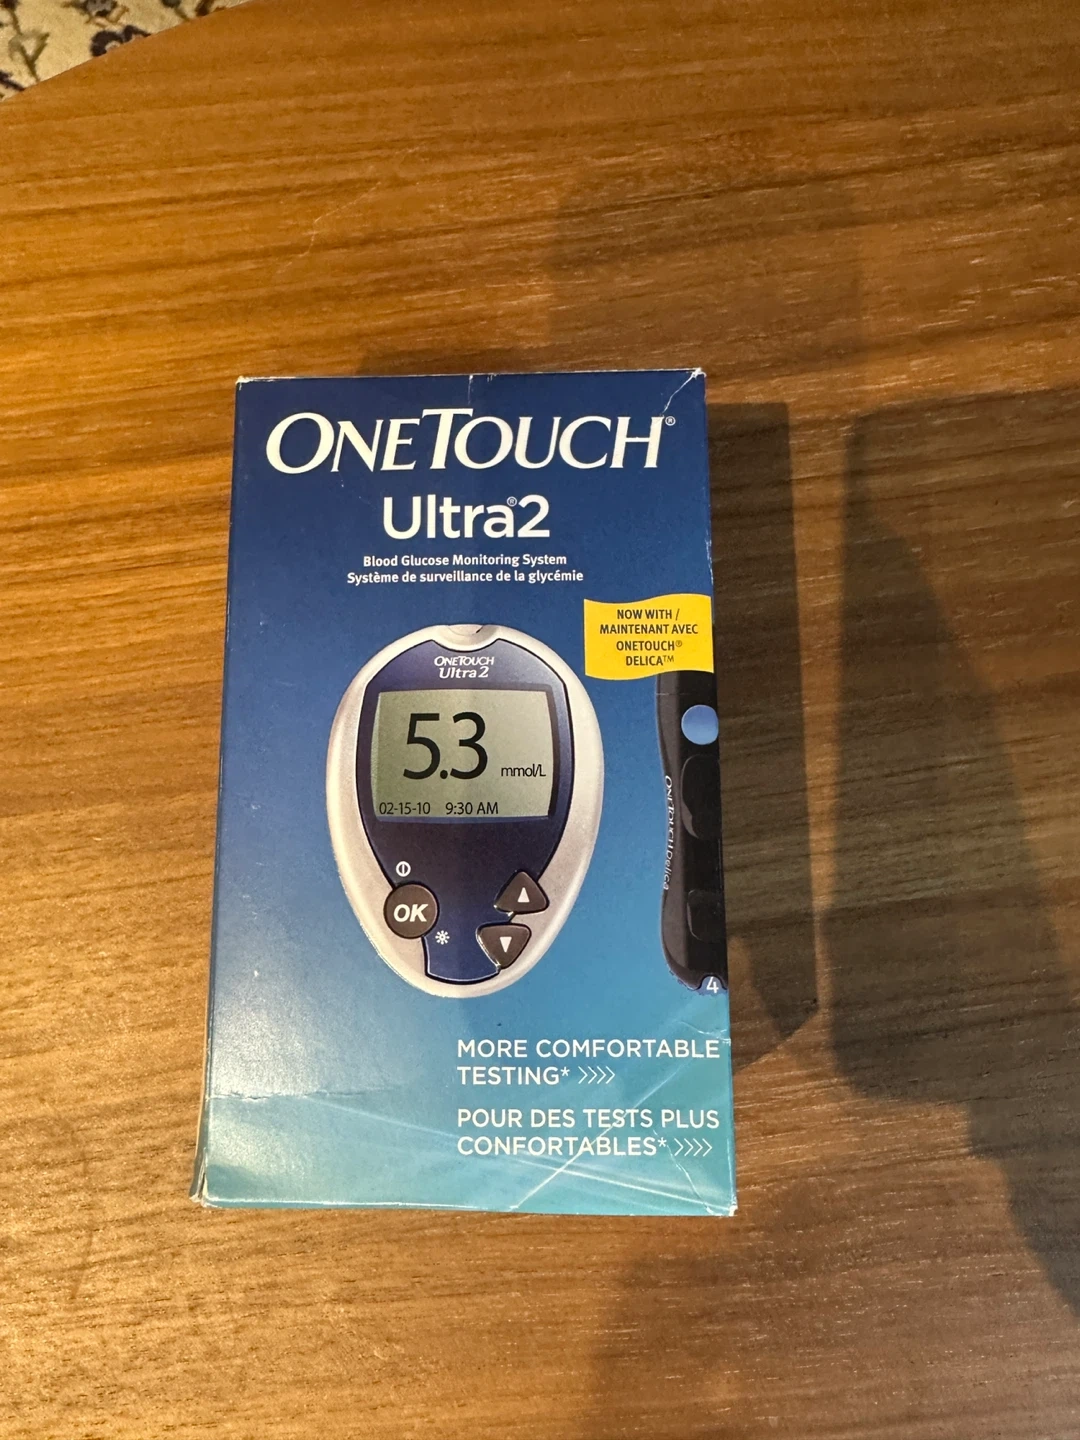 ONETOUCH®
Ultra®2
Blood Glucose Monitoring System
Système de surveillance de la glycémie
NOW WITH /
MAINTENANT AVEC
ONETOUCH®
DELICA™
ONETOUCH
Ultra2
5.3 mmol/L
02-15-10 9:30 AM
OK
ONETOUCH Delica
4
MORE COMFORTABLE
TESTING* >>>>
POUR DES TESTS PLUS
CONFORTABLES* >>>>